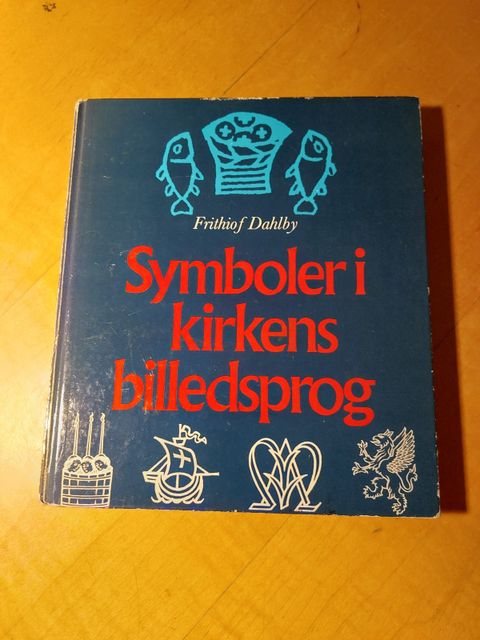 Frithiof Dahlby
Symboler i
kirkens
billedsprog